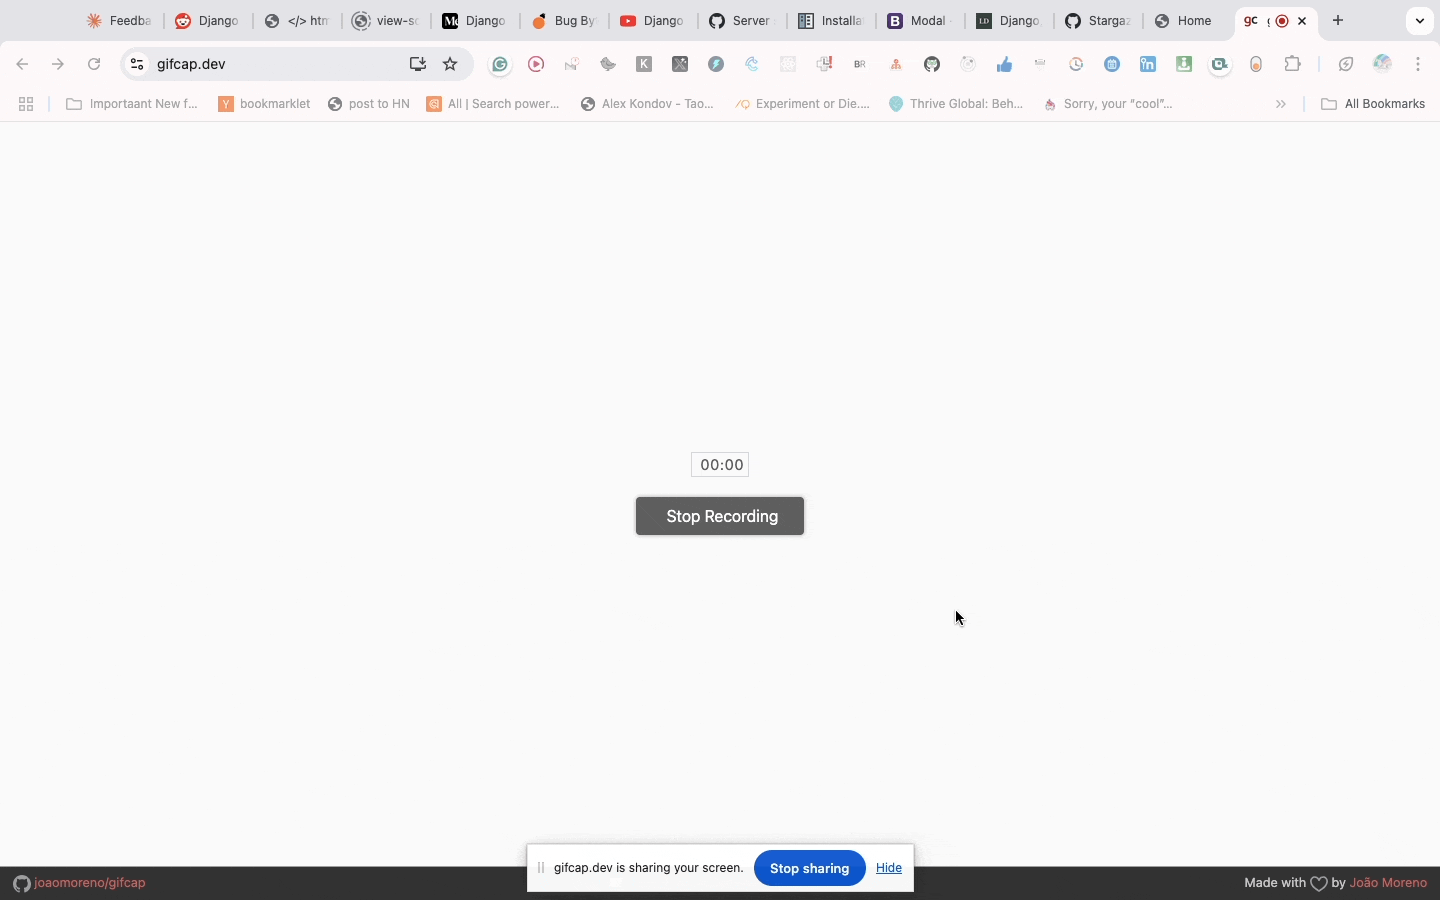 Feedba
Django
</> htm
view-so
Django
Bug By
Django
Server
Installa
Modal
Django
Stargaz
Home
gc
gifcap.dev
Importaant New f...
bookmarklet
post to HN
All | Search power...
Alex Kondov - Tao...
Experiment or Die....
Thrive Global: Beh...
Sorry, your “cool”...
All Bookmarks
00:00
Stop Recording
gifcap.dev is sharing your screen. Stop sharing Hide
joaomoreno/gifcap
Made with by João Moreno